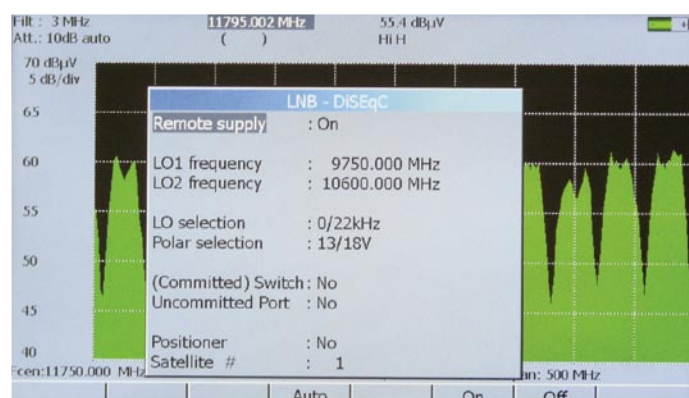 Filt : 3 MHz 11795.002 MHz 55.4 dBµV
Att.: 10dB auto ( ) Hi H
70 dBµV
5 dB/div
65
60
55
50
45
40
LNB - DiSEqC
Remote supply : On
LO1 frequency : 9750.000 MHz
LO2 frequency : 10600.000 MHz
LO selection : 0/22kHz
Polar selection : 13/18V
(Committed) Switch : No
Uncommitted Port : No
Positioner : No
Satellite # : 1
Fcen:11750.000 MHz an: 500 MHz
Auto On Off